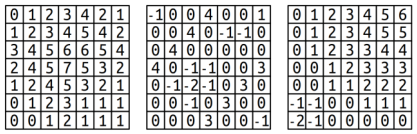 0 1 2 3 4 2 1
1 2 3 4 5 4 2
3 4 5 6 6 5 4
2 4 5 7 5 3 2
1 2 4 5 3 2 1
0 1 2 3 1 1 1
0 0 1 2 1 1 1
-1 0 0 4 0 0 1
0 0 4 0 -1 -1 0
0 4 0 0 0 0 0
4 0 -1 -1 0 0 3
0 -1 -2 -1 0 3 0
0 0 -1 0 3 0 0
0 0 0 3 0 0 -1
0 1 2 3 4 5 6
0 1 2 3 4 5 5
0 1 2 3 3 4 4
0 0 1 2 3 3 3
0 0 1 1 2 2 2
-1 -1 0 0 1 1 1
-2 -1 0 0 0 0 0